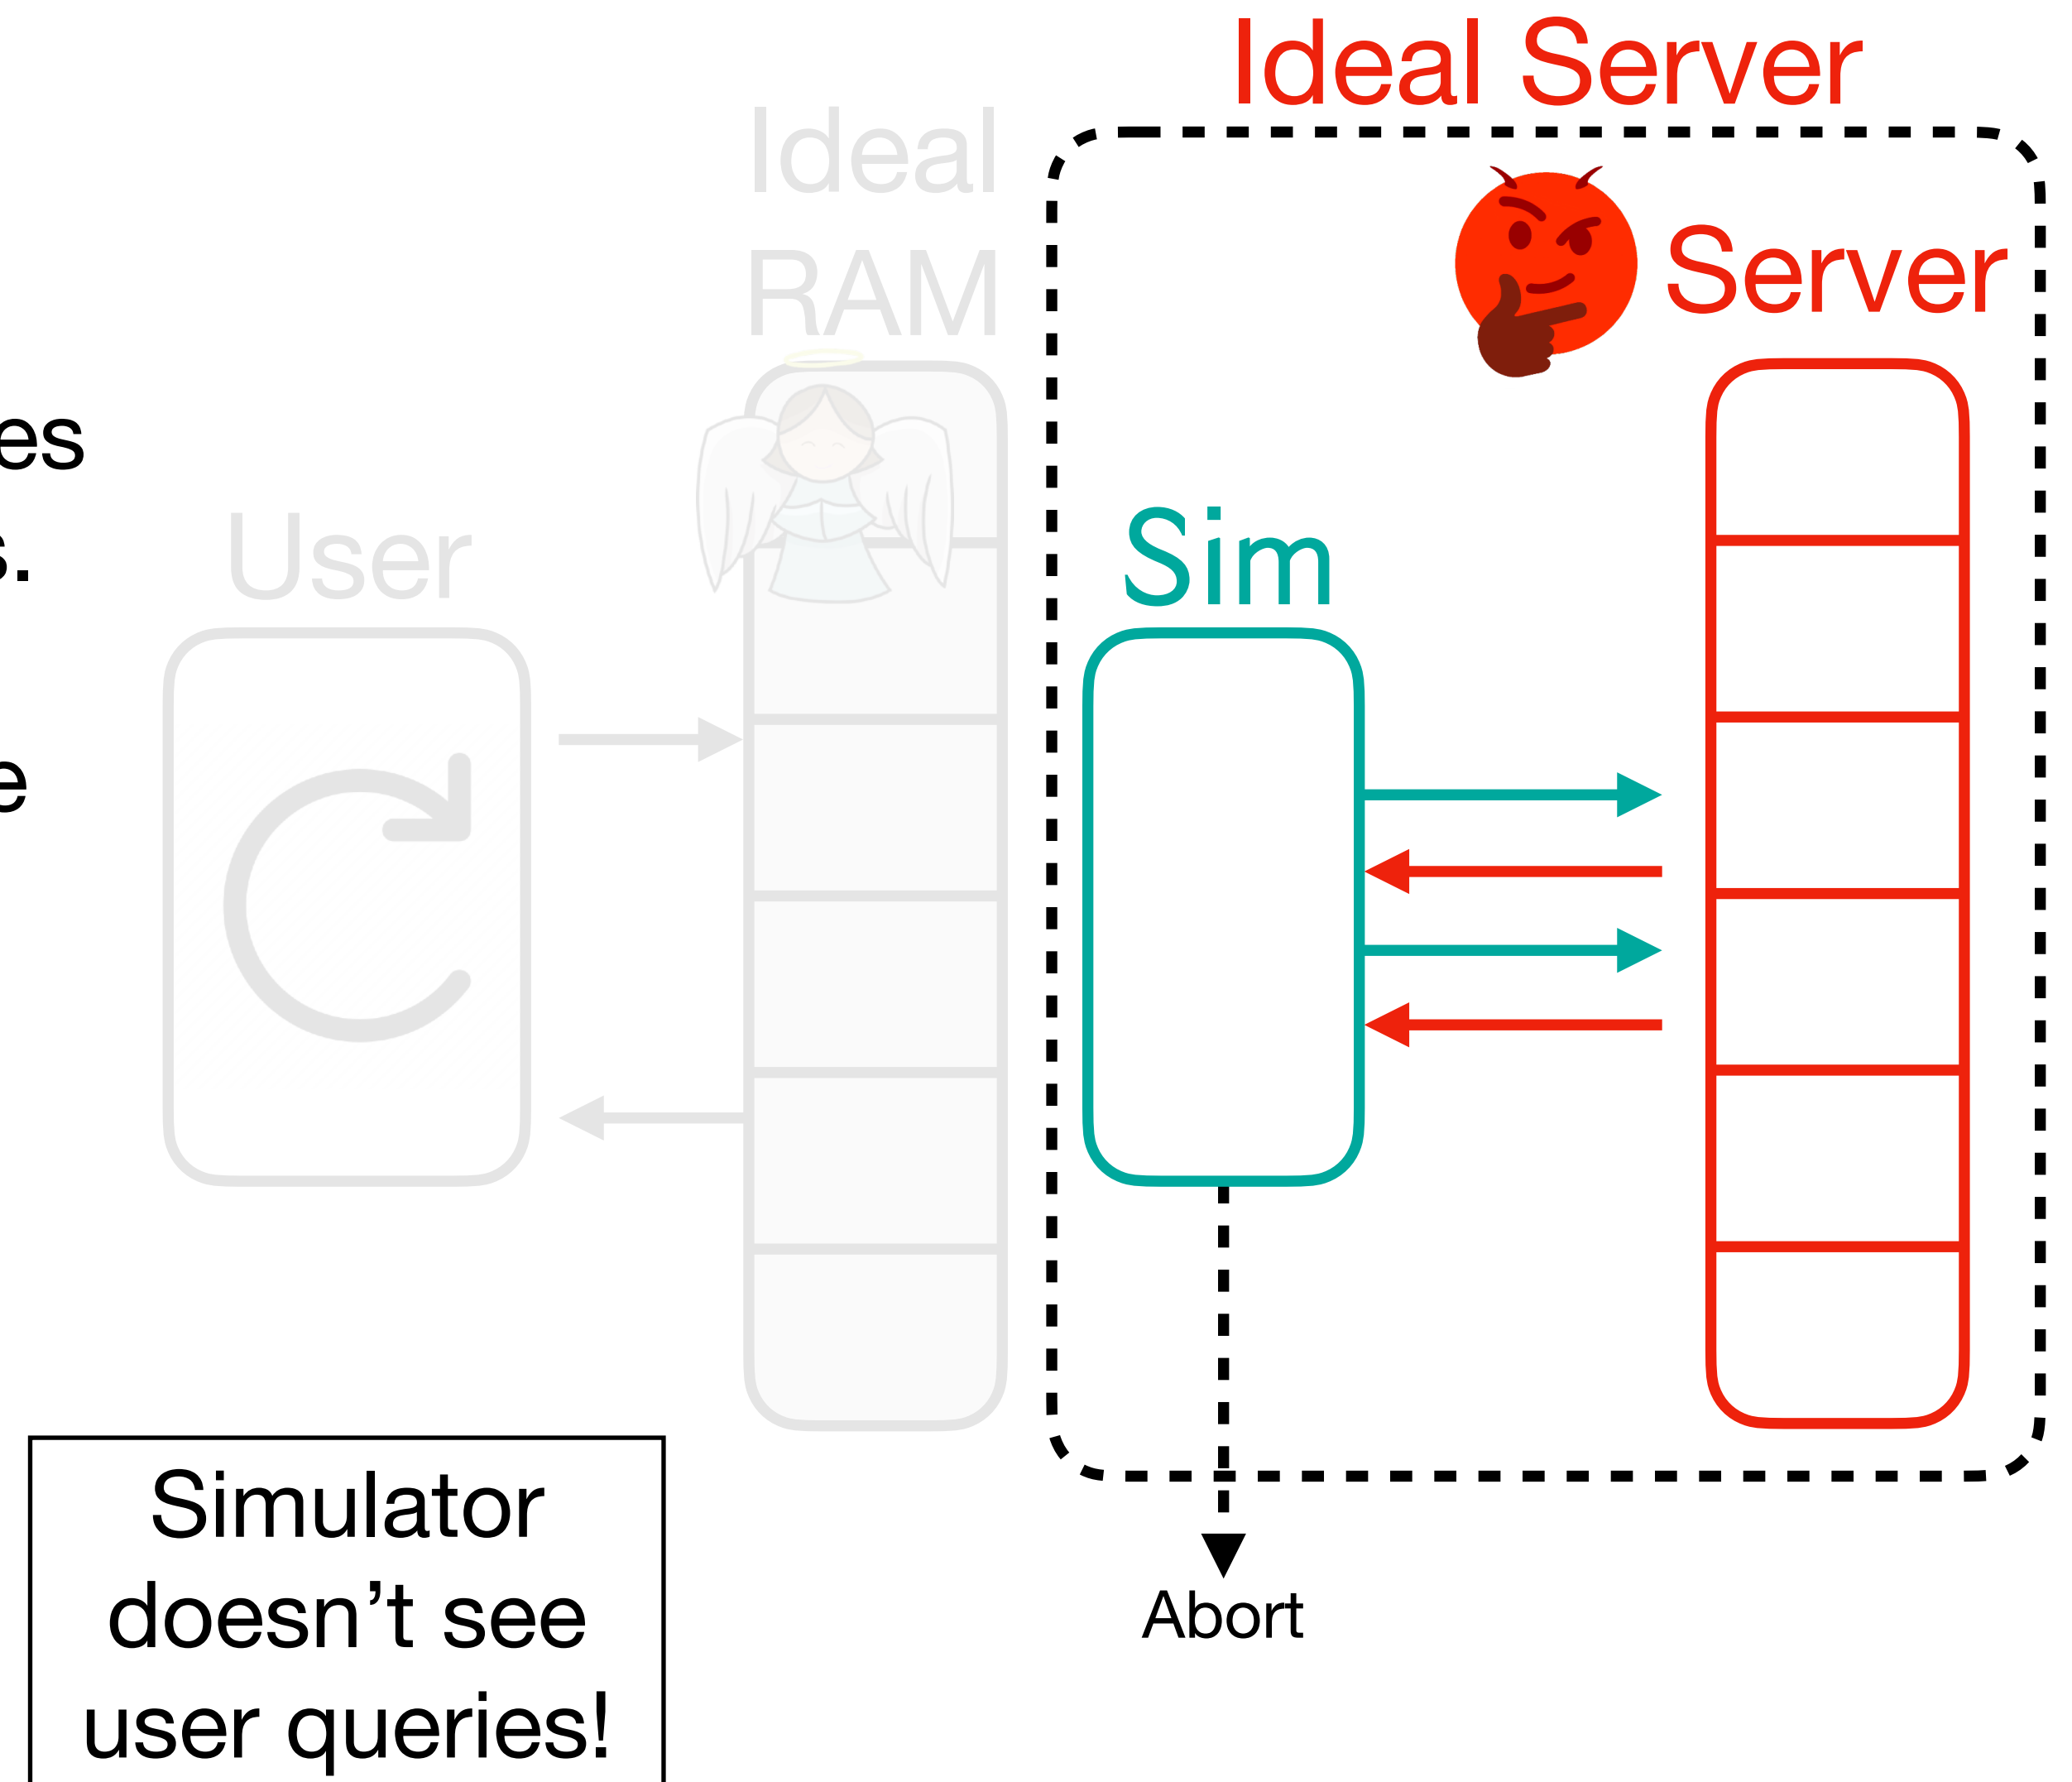 Ideal Server
Ideal
RAM
Server
es
s.
User
Sim
e
Simulator
doesn’t see
user queries!
Abort